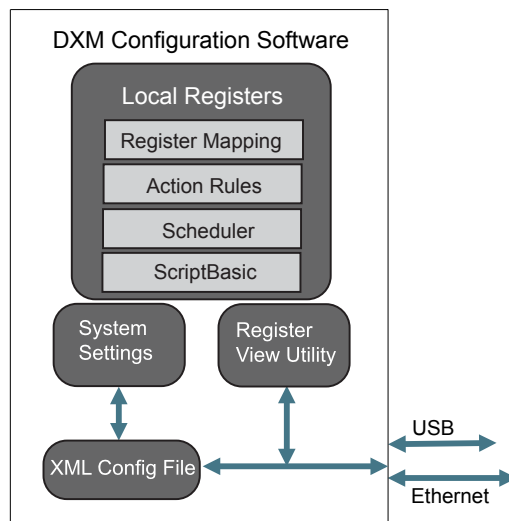 DXM Configuration Software
Local Registers
Register Mapping
Action Rules
Scheduler
ScriptBasic
System
Settings
Register
View Utility
XML Config File
USB
Ethernet